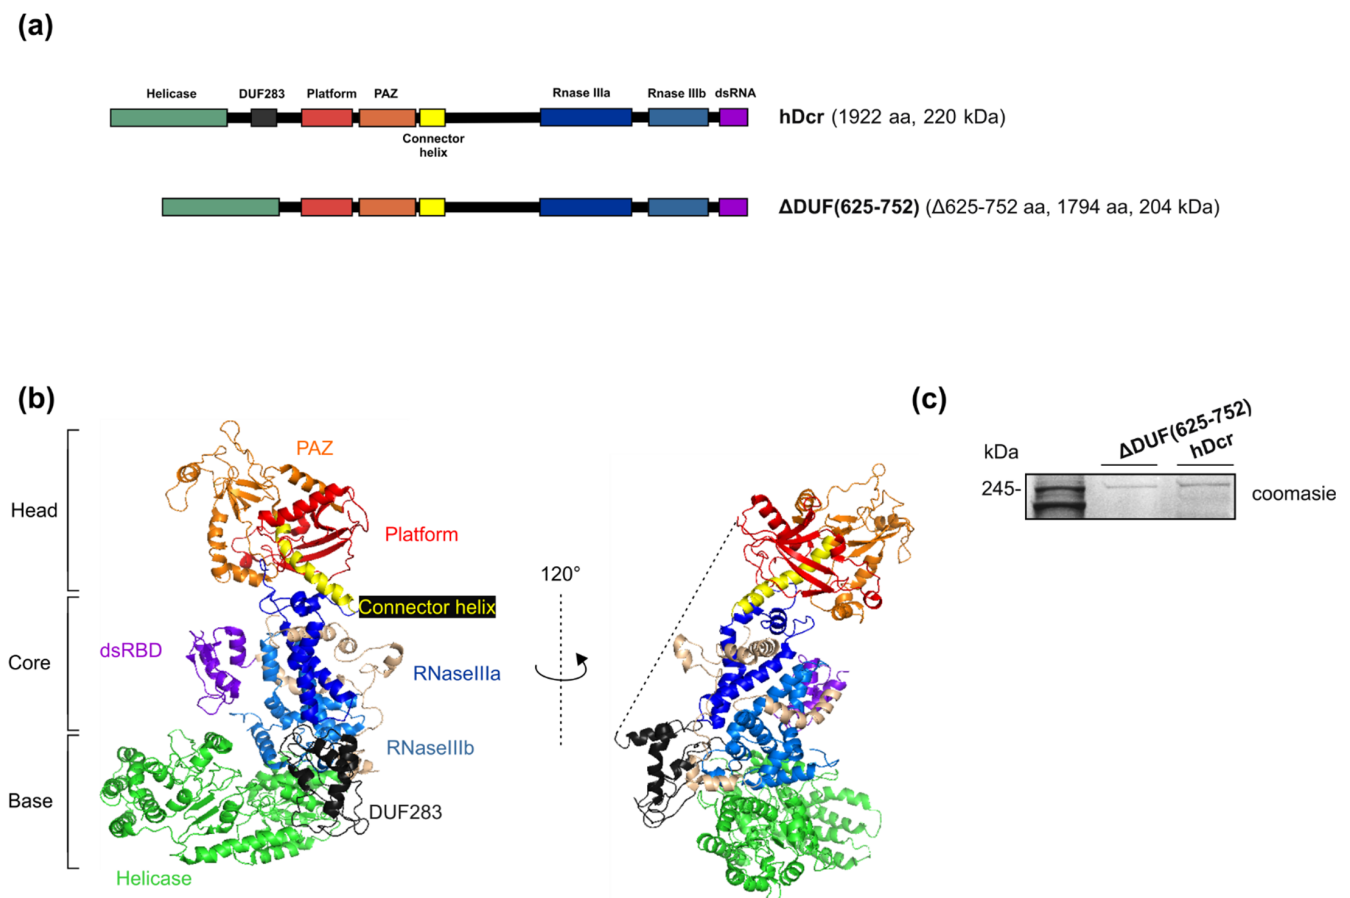 (a)
Helicase DUF283 Platform PAZ Rnase IIIa Rnase IIIb dsRNA
hDcr (1922 aa, 220 kDa)
Connector
helix
ΔDUF(625-752) (Δ625-752 aa, 1794 aa, 204 kDa)
(b)
Head
Core
Base
PAZ
Platform
Connector helix
dsRBD
RNaseIIIa
RNaseIIIb
DUF283
Helicase
120°
(c)
kDa
ΔDUF(625-752)
hDcr
245-
coomasie